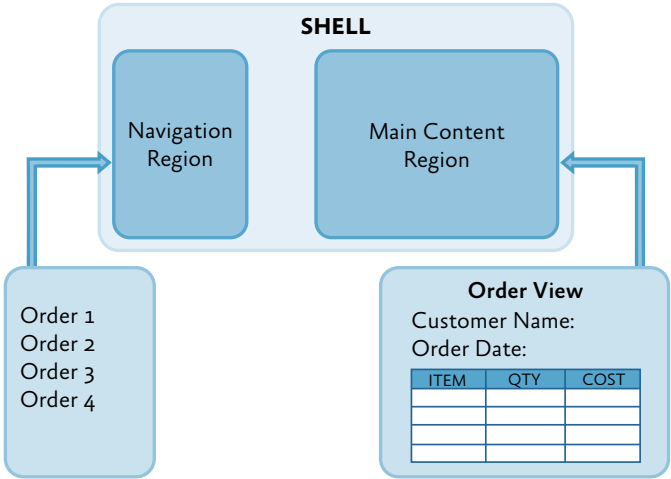 SHELL
Navigation
Region
Main Content
Region
Order 1
Order 2
Order 3
Order 4
Order View
Customer Name:
Order Date:
ITEM QTY COST